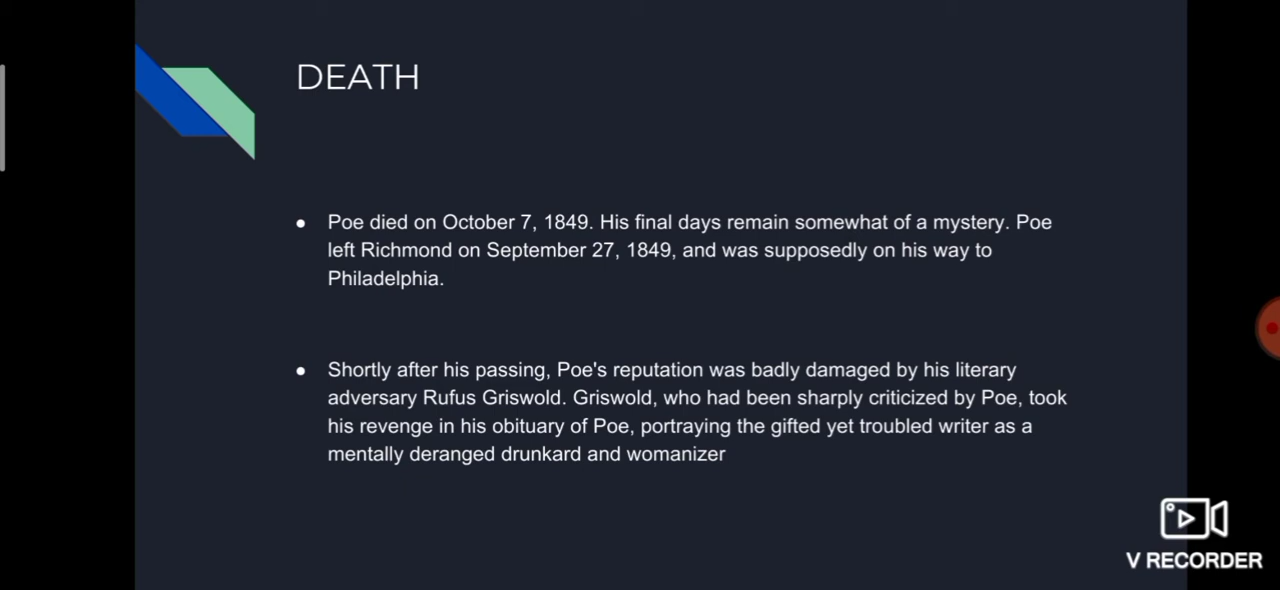 DEATH
● Poe died on October 7, 1849. His final days remain somewhat of a mystery. Poe
left Richmond on September 27, 1849, and was supposedly on his way to
Philadelphia.
● Shortly after his passing, Poe's reputation was badly damaged by his literary
adversary Rufus Griswold. Griswold, who had been sharply criticized by Poe, took
his revenge in his obituary of Poe, portraying the gifted yet troubled writer as a
mentally deranged drunkard and womanizer
V RECORDER